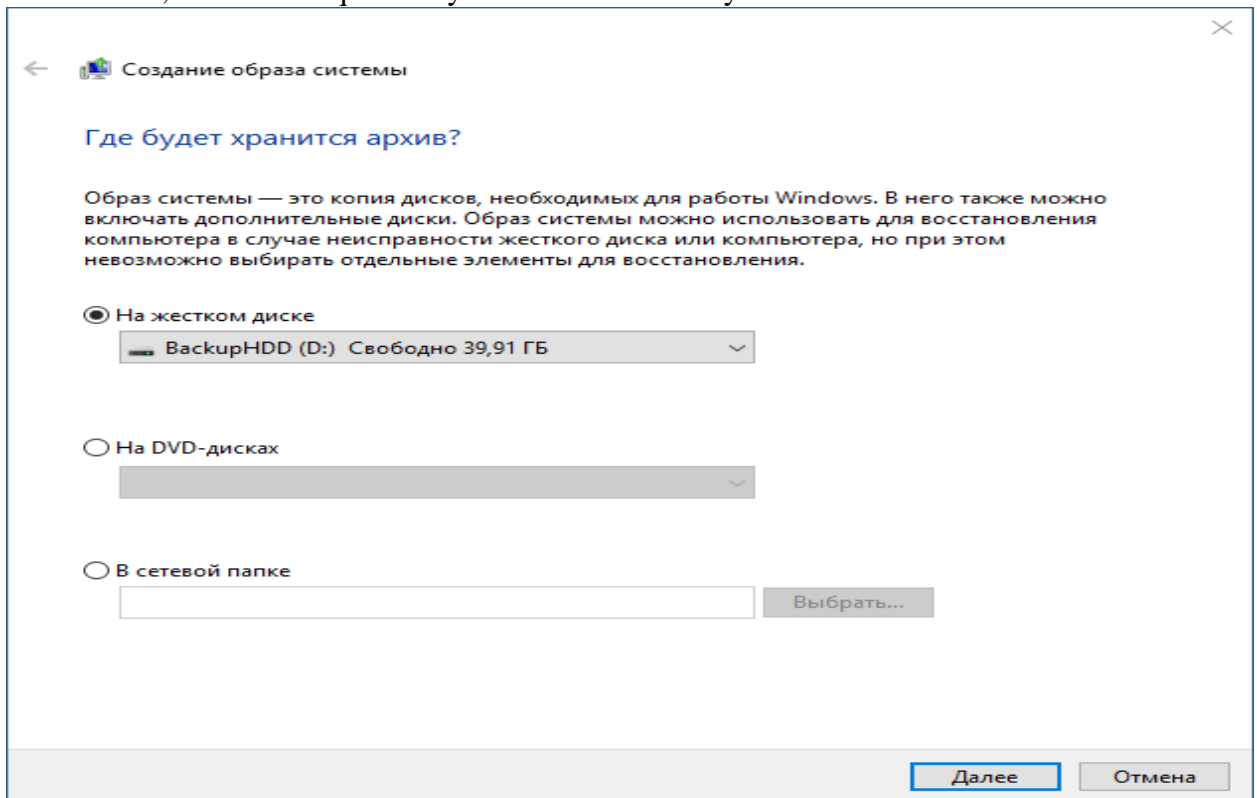 Создание образа системы
Где будет хранится архив?
Образ системы — это копия дисков, необходимых для работы Windows. В него также можно
включать дополнительные диски. Образ системы можно использовать для восстановления
компьютера в случае неисправности жесткого диска или компьютера, но при этом
невозможно выбирать отдельные элементы для восстановления.
На жестком диске
BackupHDD (D:) Свободно 39,91 ГБ
На DVD-дисках
В сетевой папке
Выбрать...
Далее
Отмена